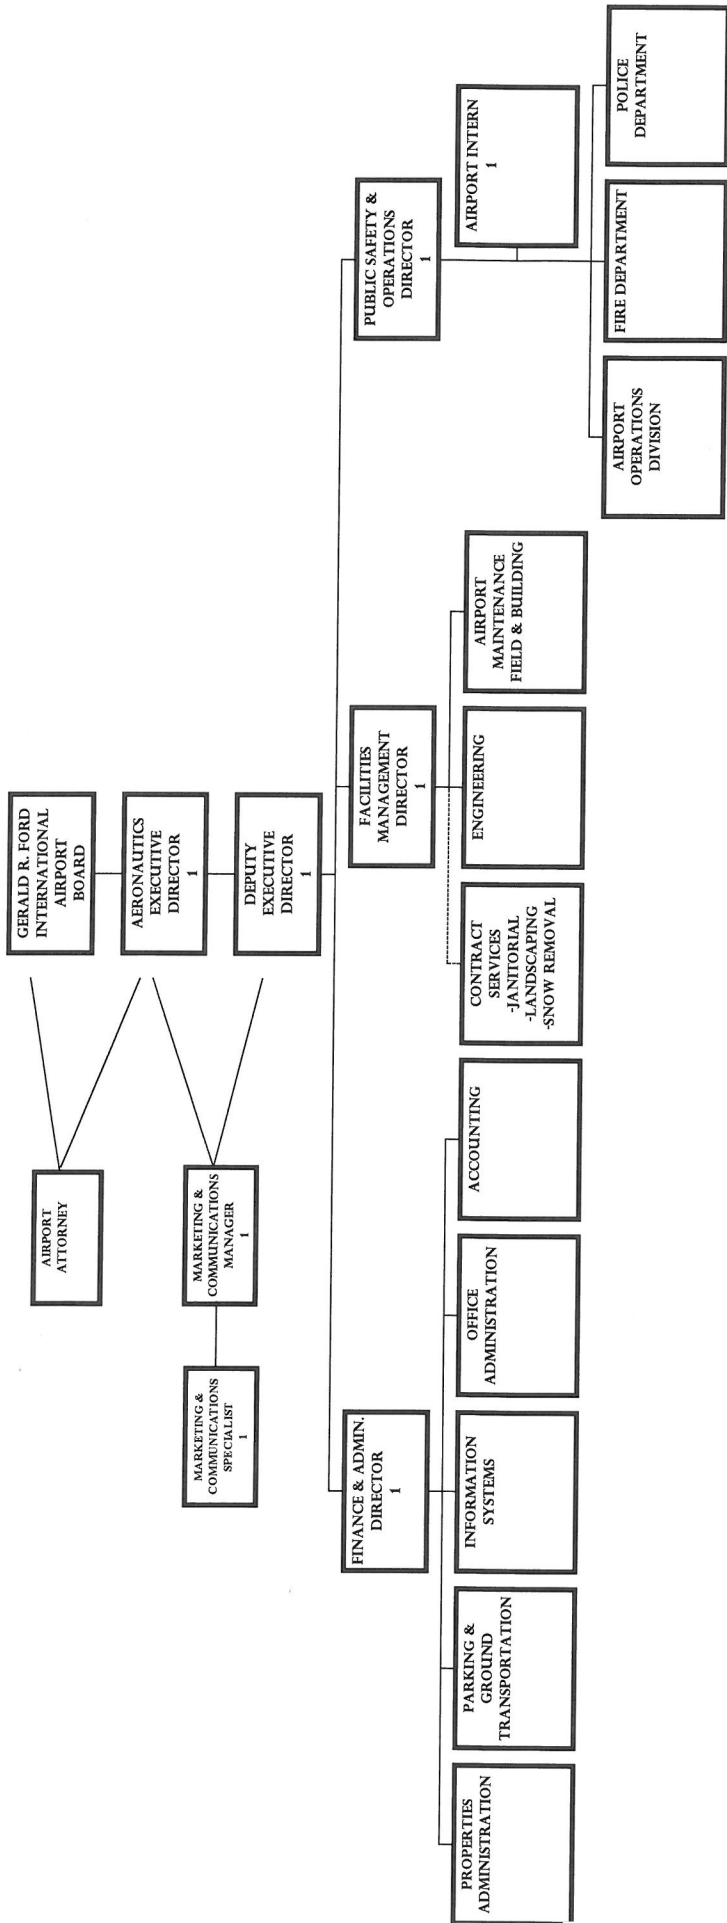 GERALD R. FORD
INTERNATIONAL
AIRPORT
BOARD
AERONAUTICS
EXECUTIVE
DIRECTOR
1
DEPUTY
EXECUTIVE
DIRECTOR
1
AIRPORT
ATTORNEY
MARKETING &
COMMUNICATIONS
MANAGER
1
MARKETING &
COMMUNICATIONS
SPECIALIST
1
FINANCE & ADMIN.
DIRECTOR
1
FACILITIES
MANAGEMENT
DIRECTOR
1
PUBLIC SAFETY &
OPERATIONS
DIRECTOR
1
PROPERTIES
ADMINISTRATION
PARKING &
GROUND
TRANSPORTATION
INFORMATION
SYSTEMS
OFFICE
ADMINISTRATION
ACCOUNTING
CONTRACT
SERVICES
-JANITORIAL
-LANDSCAPING
-SNOW REMOVAL
ENGINEERING
AIRPORT
MAINTENANCE
FIELD & BUILDING
AIRPORT INTERN
1
AIRPORT
OPERATIONS
DIVISION
FIRE DEPARTMENT
POLICE
DEPARTMENT